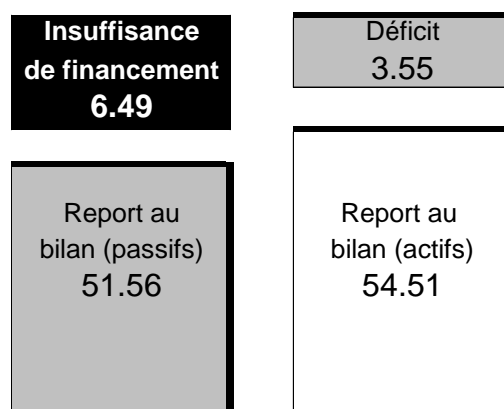 Insuffisance
de financement
6.49
Déficit
3.55
Report au
bilan (passifs)
51.56
Report au
bilan (actifs)
54.51